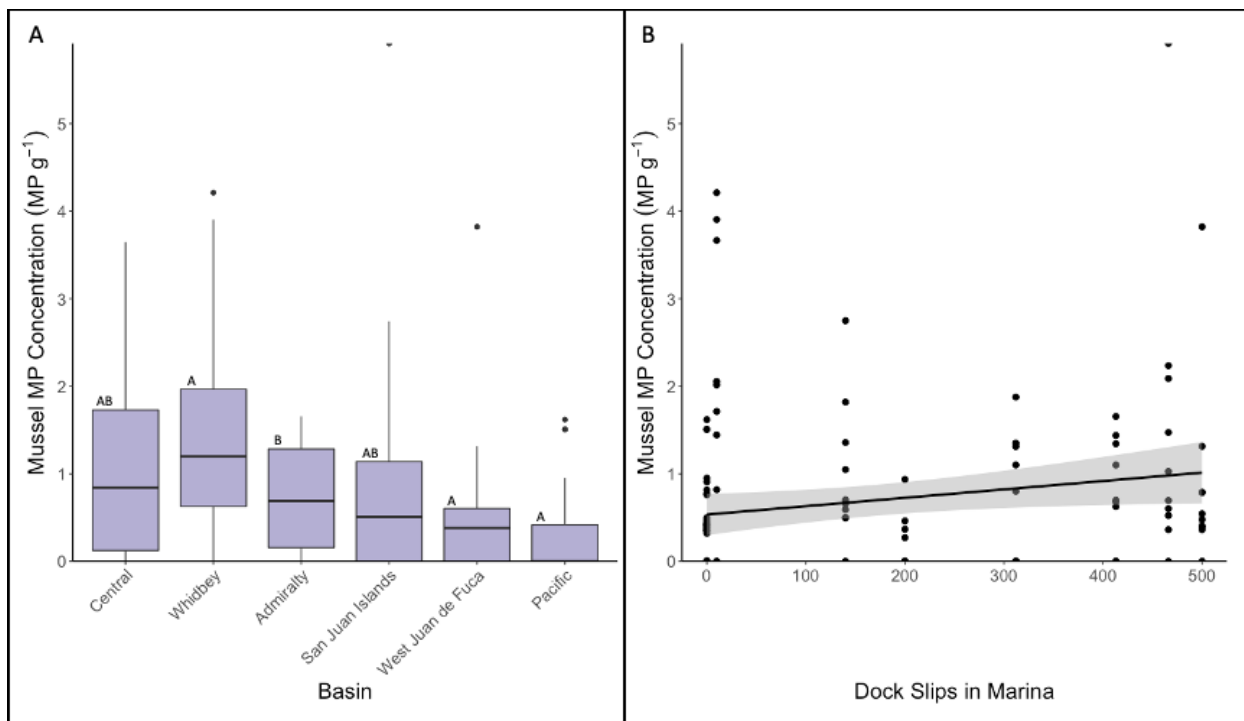 A
Mussel MP Concentration (MP g⁻¹)
5
4
3
2
1
0
AB
A
B
AB
A
A
Central
Whidbey
Admiralty
San Juan Islands
West Juan de Fuca
Pacific
Basin
B
Mussel MP Concentration (MP g⁻¹)
5
4
3
2
1
0
0
100
200
300
400
500
Dock Slips in Marina